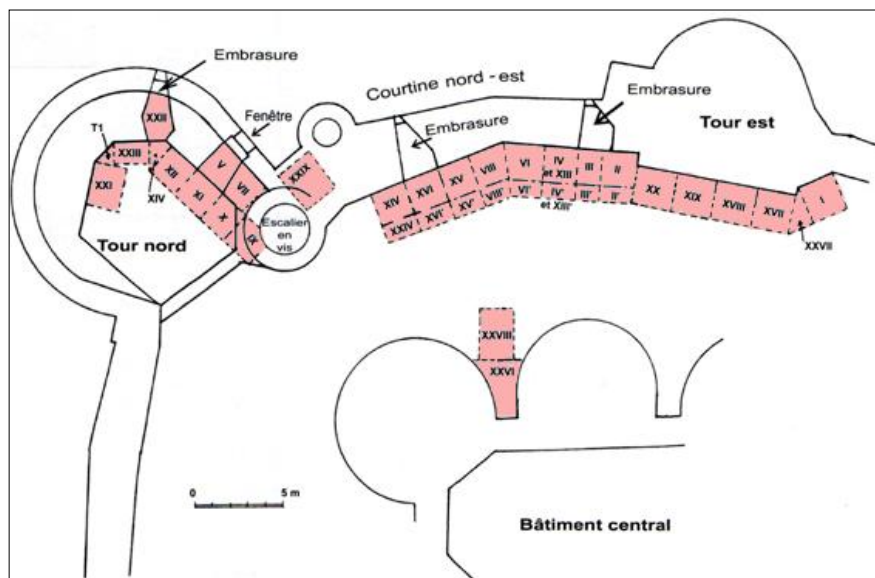 Embrasure
Courtine nord - est
Embrasure
Fenêtre
Embrasure
Tour est
T1
XXII
XXIII
XXI
XIV
XII
V
VII
XI
X
IX
XXIX
Escalier
en
vis
Tour nord
XIV
XVI
XV
VIII
VI
IV
et XIII
III
II
XXIV
XVI'
XV'
VIII'
VI'
IV'
et XIII'
III'
II'
XX
XIX
XVIII
XVII
I
XXVII
XXVIII
XXVI
0
5 m
Bâtiment central